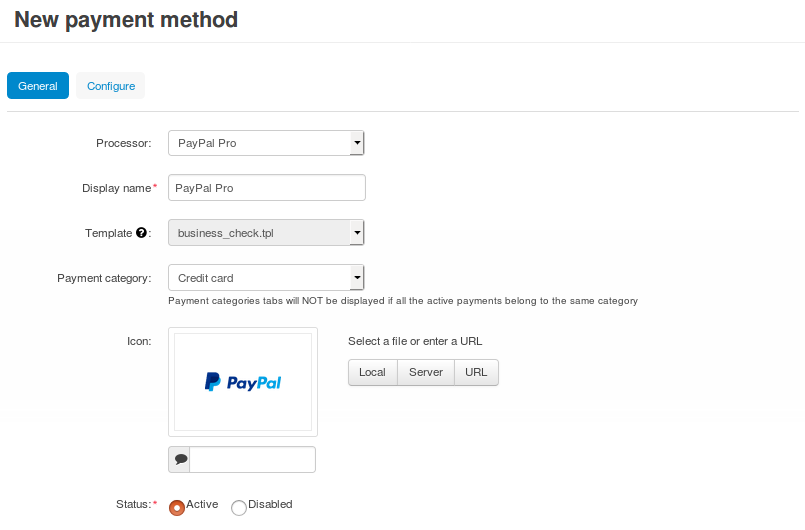 New payment method
General Configure
Processor: PayPal Pro
Display name* PayPal Pro
Template ?: business_check.tpl
Payment category: Credit card
Payment categories tabs will NOT be displayed if all the active payments belong to the same category
Icon: Select a file or enter a URL
PayPal Local Server URL
Status:* Active Disabled